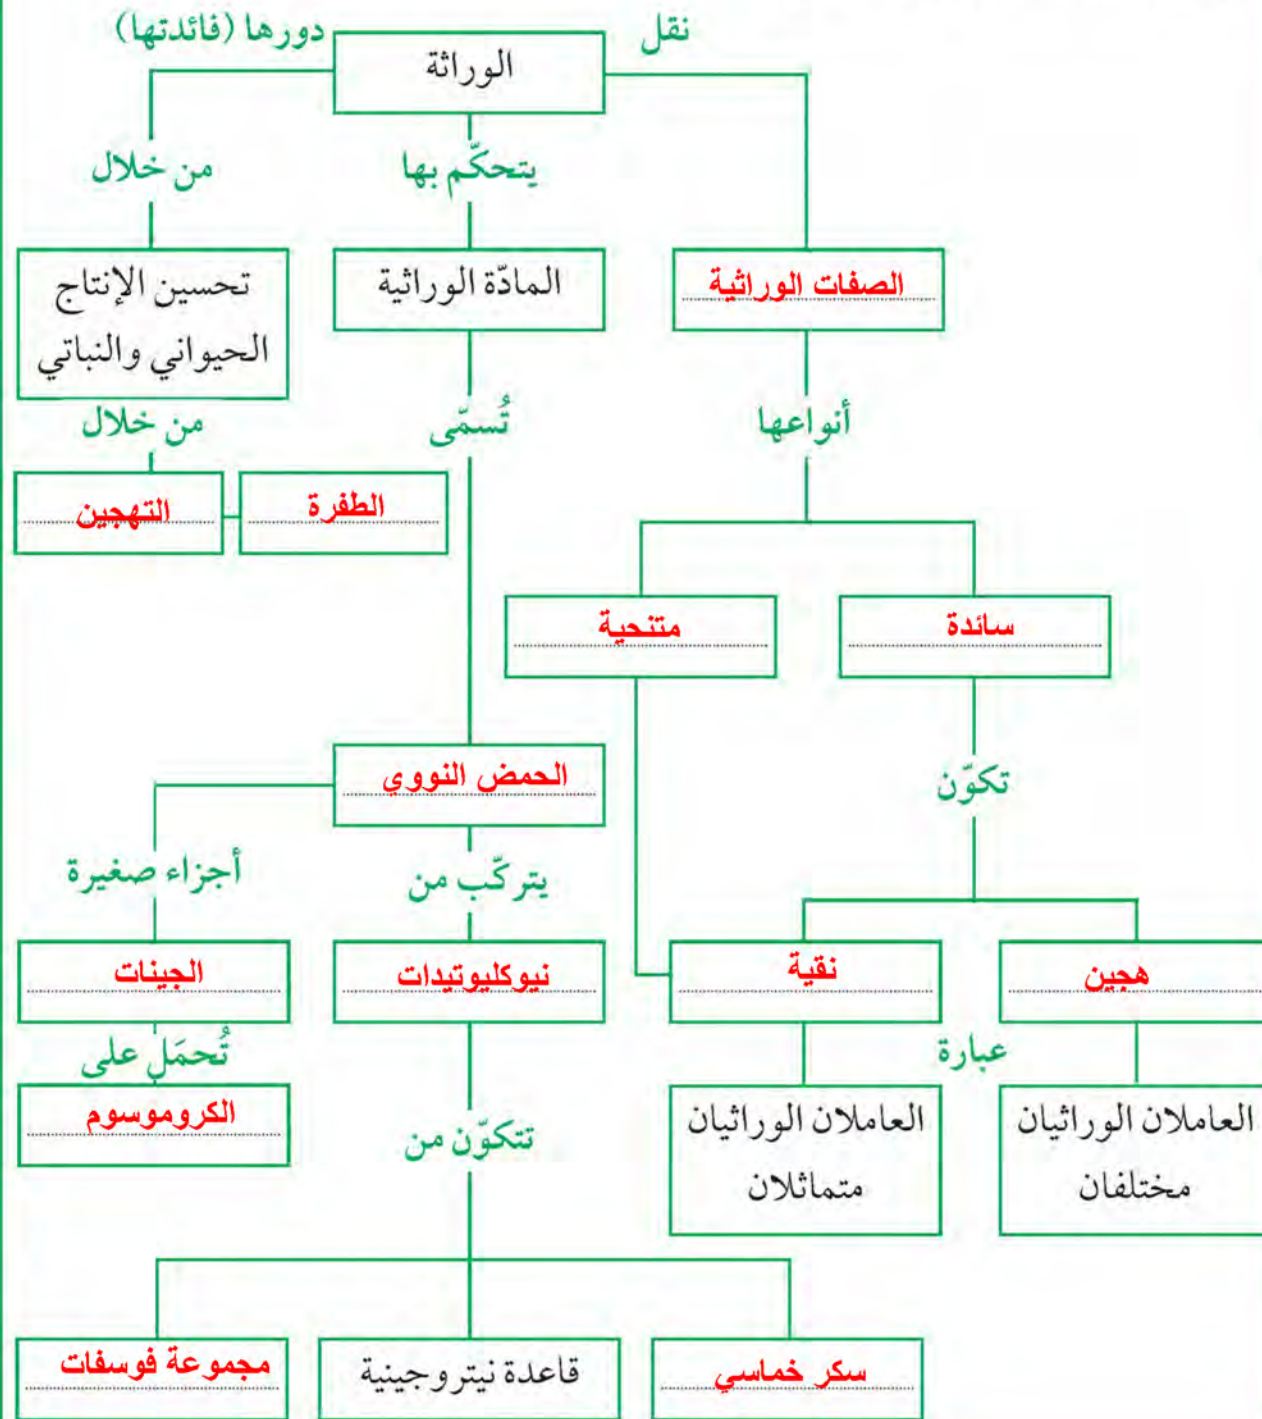 نقل
دورها (فائدتها)
الوراثة
يتحكّم بها
من خلال
الصفات الوراثية
المادّة الوراثية
تحسين الإنتاج
الحيواني والنباتي
أنواعها
تُسمّى
من خلال
الطفرة
التهجين
سائدة
متنحية
الحمض النووي
تكوّن
يتركّب من
أجزاء صغيرة
هجين
نقية
نيوكليوتيدات
الجينات
عبارة
تُحمَل على
العاملان الوراثيان
مختلفان
العاملان الوراثيان
متماثلان
الكروموسوم
تتكوّن من
سكر خماسي
قاعدة نيتروجينية
مجموعة فوسفات